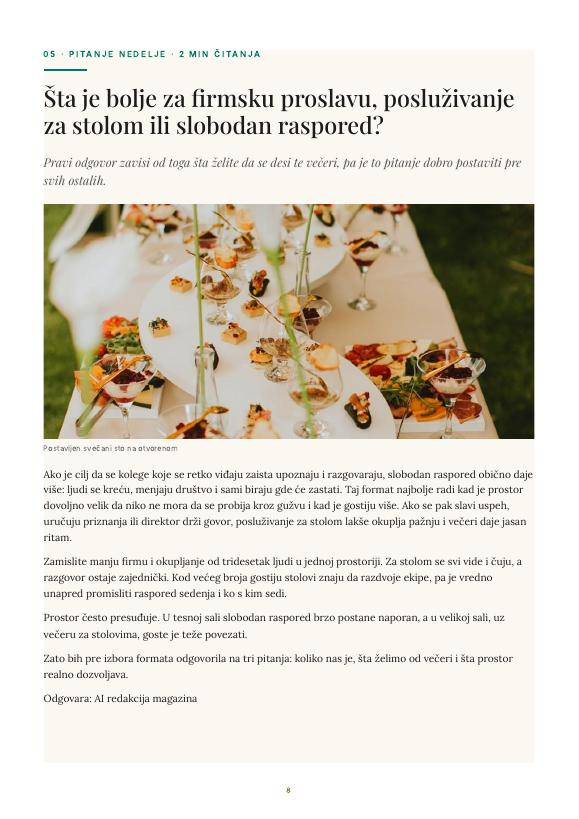 05 · PITANJE NEDELJE · 2 MIN ČITANJA
Šta je bolje za firmsku proslavu, posluživanje
za stolom ili slobodan raspored?
Pravi odgovor zavisi od toga šta želite da se desi te večeri, pa je to pitanje dobro postaviti pre
svih ostalih.
Postavljen svečani sto na otvorenom
Ako je cilj da se kolege koje se retko viđaju zaista upoznaju i razgovaraju, slobodan raspored obično daje
više: ljudi se kreću, menjaju društvo i sami biraju gde će zastati. Taj format najbolje radi kad je prostor
dovoljno velik da niko ne mora da se probija kroz gužvu i kad je gostiju više. Ako se pak slavi uspeh,
uručuju priznanja ili direktor drži govor, posluživanje za stolom lakše okuplja pažnju i večeri daje jasan
ritam.
Zamislite manju firmu i okupljanje od tridesetak ljudi u jednoj prostoriji. Za stolom se svi vide i čuju, a
razgovor ostaje zajednički. Kod većeg broja gostiju stolovi znaju da razdvoje ekipe, pa je vredno
unapred promisliti raspored sedenja i ko s kim sedi.
Prostor često presuđuje. U tesnoj sali slobodan raspored brzo postane naporan, a u velikoj sali, uz
večeru za stolovima, goste je teže povezati.
Zato bih pre izbora formata odgovorila na tri pitanja: koliko nas je, šta želimo od večeri i šta prostor
realno dozvoljava.
Odgovara: AI redakcija magazina
8